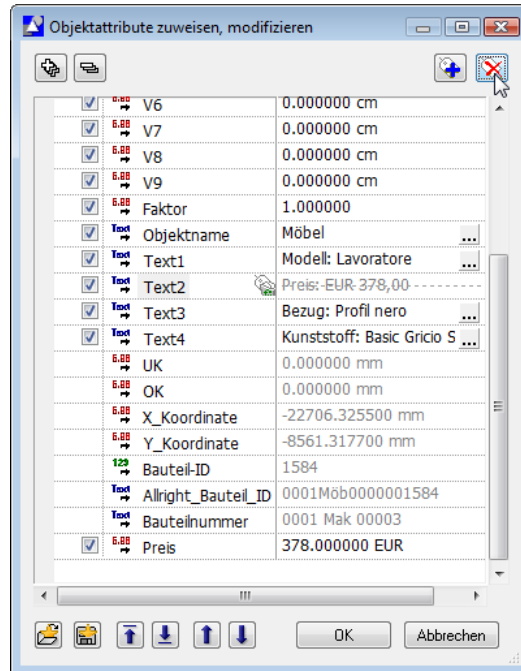 Objektattribute zuweisen, modifizieren
V6 0.000000 cm
V7 0.000000 cm
V8 0.000000 cm
V9 0.000000 cm
Faktor 1.000000
Objektname Möbel ...
Text1 Modell: Lavoratore ...
Text2 Preis: EUR 378,00
Text3 Bezug: Profil nero ...
Text4 Kunststoff: Basic Gricio S ...
UK 0.000000 mm
OK 0.000000 mm
X_Koordinate -22706.325500 mm
Y_Koordinate -8561.317700 mm
Bauteil-ID 1584
Allright_Bauteil_ID 0001Möb0000001584
Bauteilnummer 0001 Mak 00003
Preis 378.000000 EUR
OK Abbrechen